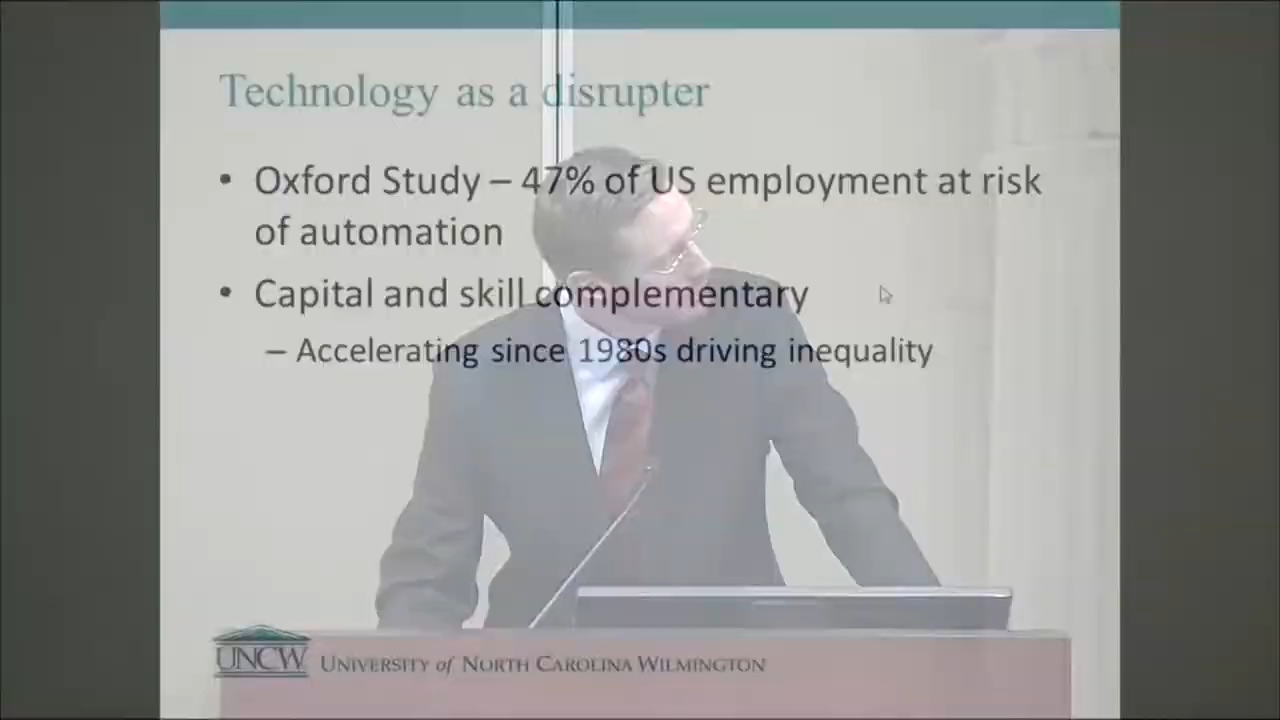 Technology as a disrupter
• Oxford Study – 47% of US employment at risk
of automation
• Capital and skill complementary
– Accelerating since 1980s driving inequality
UNCW UNIVERSITY of NORTH CAROLINA WILMINGTON